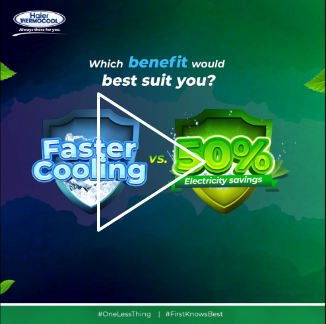 Haier
THERMOCOOL
Always there for you.
Which benefit would
best suit you?
Faster
Cooling
vs.
50%
Electricity savings
#OneLessThing | #FirstKnowsBest